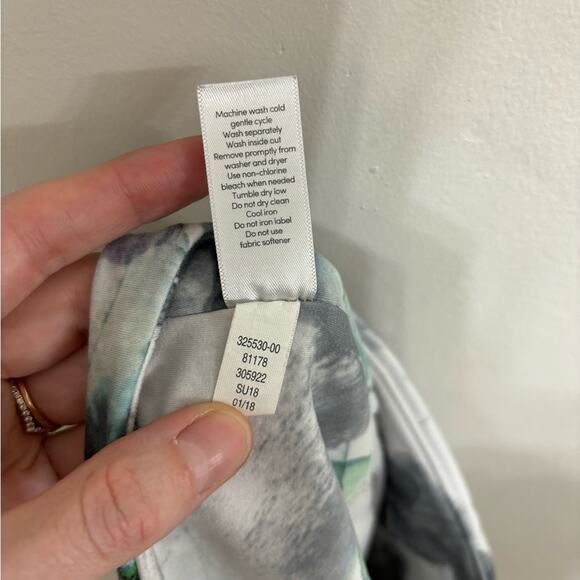 Machine wash cold
gentle cycle
Wash separately
Wash inside out
Remove promptly from
washer and dryer
Use non-chlorine
bleach when needed
Tumble dry low
Do not dry clean
Cool iron
Do not iron label
Do not use
fabric softener
325530-00
81178
305922
SU18
01/18